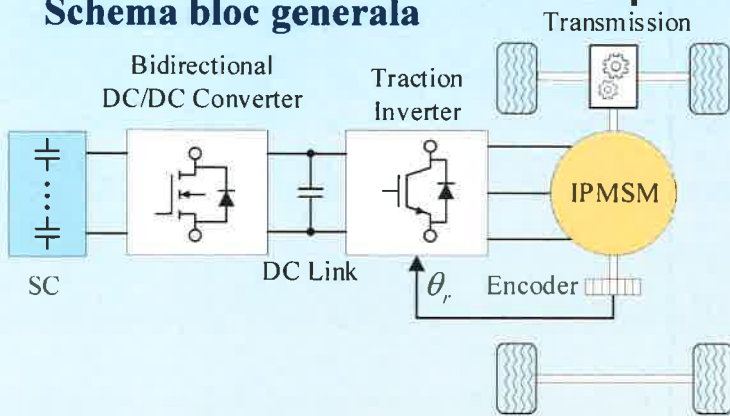 Schema bloc generala
Transmission
Bidirectional
DC/DC Converter
Traction
Inverter
IPMSM
SC
DC Link
θr
Encoder